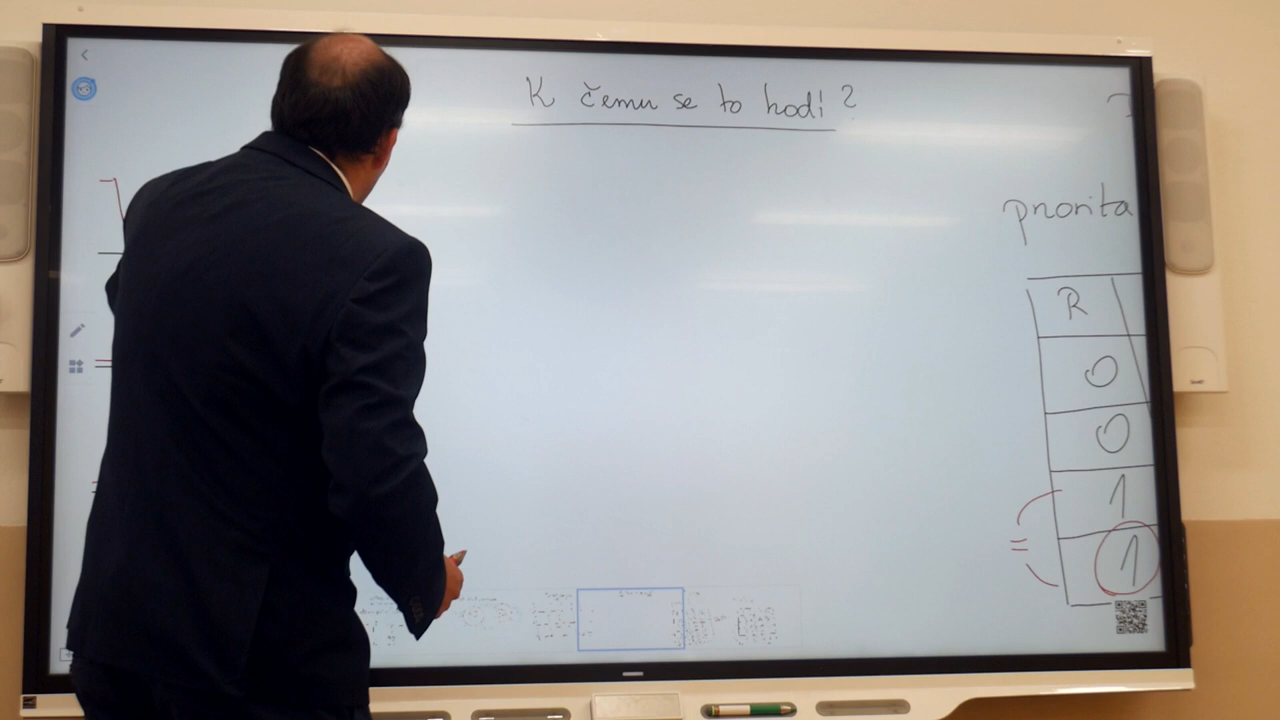 K čemu se to hodí ?
priorita
R
0
0
1
=
1